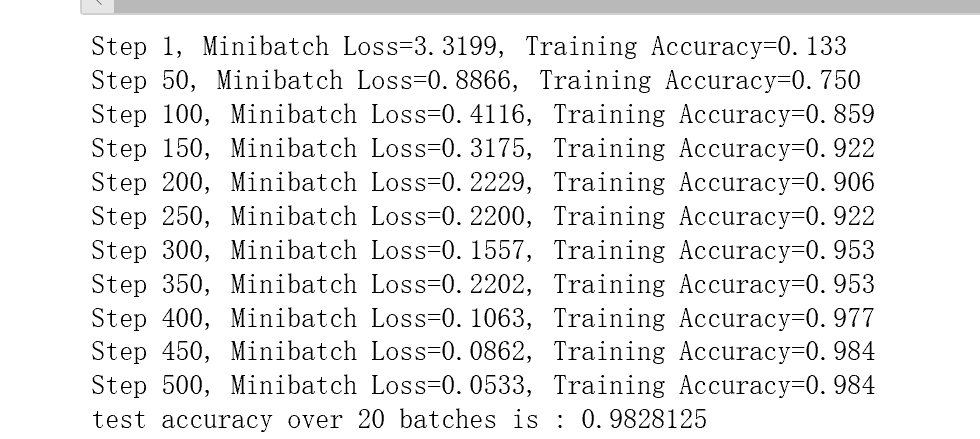 Step 1, Minibatch Loss=3.3199, Training Accuracy=0.133
Step 50, Minibatch Loss=0.8866, Training Accuracy=0.750
Step 100, Minibatch Loss=0.4116, Training Accuracy=0.859
Step 150, Minibatch Loss=0.3175, Training Accuracy=0.922
Step 200, Minibatch Loss=0.2229, Training Accuracy=0.906
Step 250, Minibatch Loss=0.2200, Training Accuracy=0.922
Step 300, Minibatch Loss=0.1557, Training Accuracy=0.953
Step 350, Minibatch Loss=0.2202, Training Accuracy=0.953
Step 400, Minibatch Loss=0.1063, Training Accuracy=0.977
Step 450, Minibatch Loss=0.0862, Training Accuracy=0.984
Step 500, Minibatch Loss=0.0533, Training Accuracy=0.984
test accuracy over 20 batches is : 0.9828125